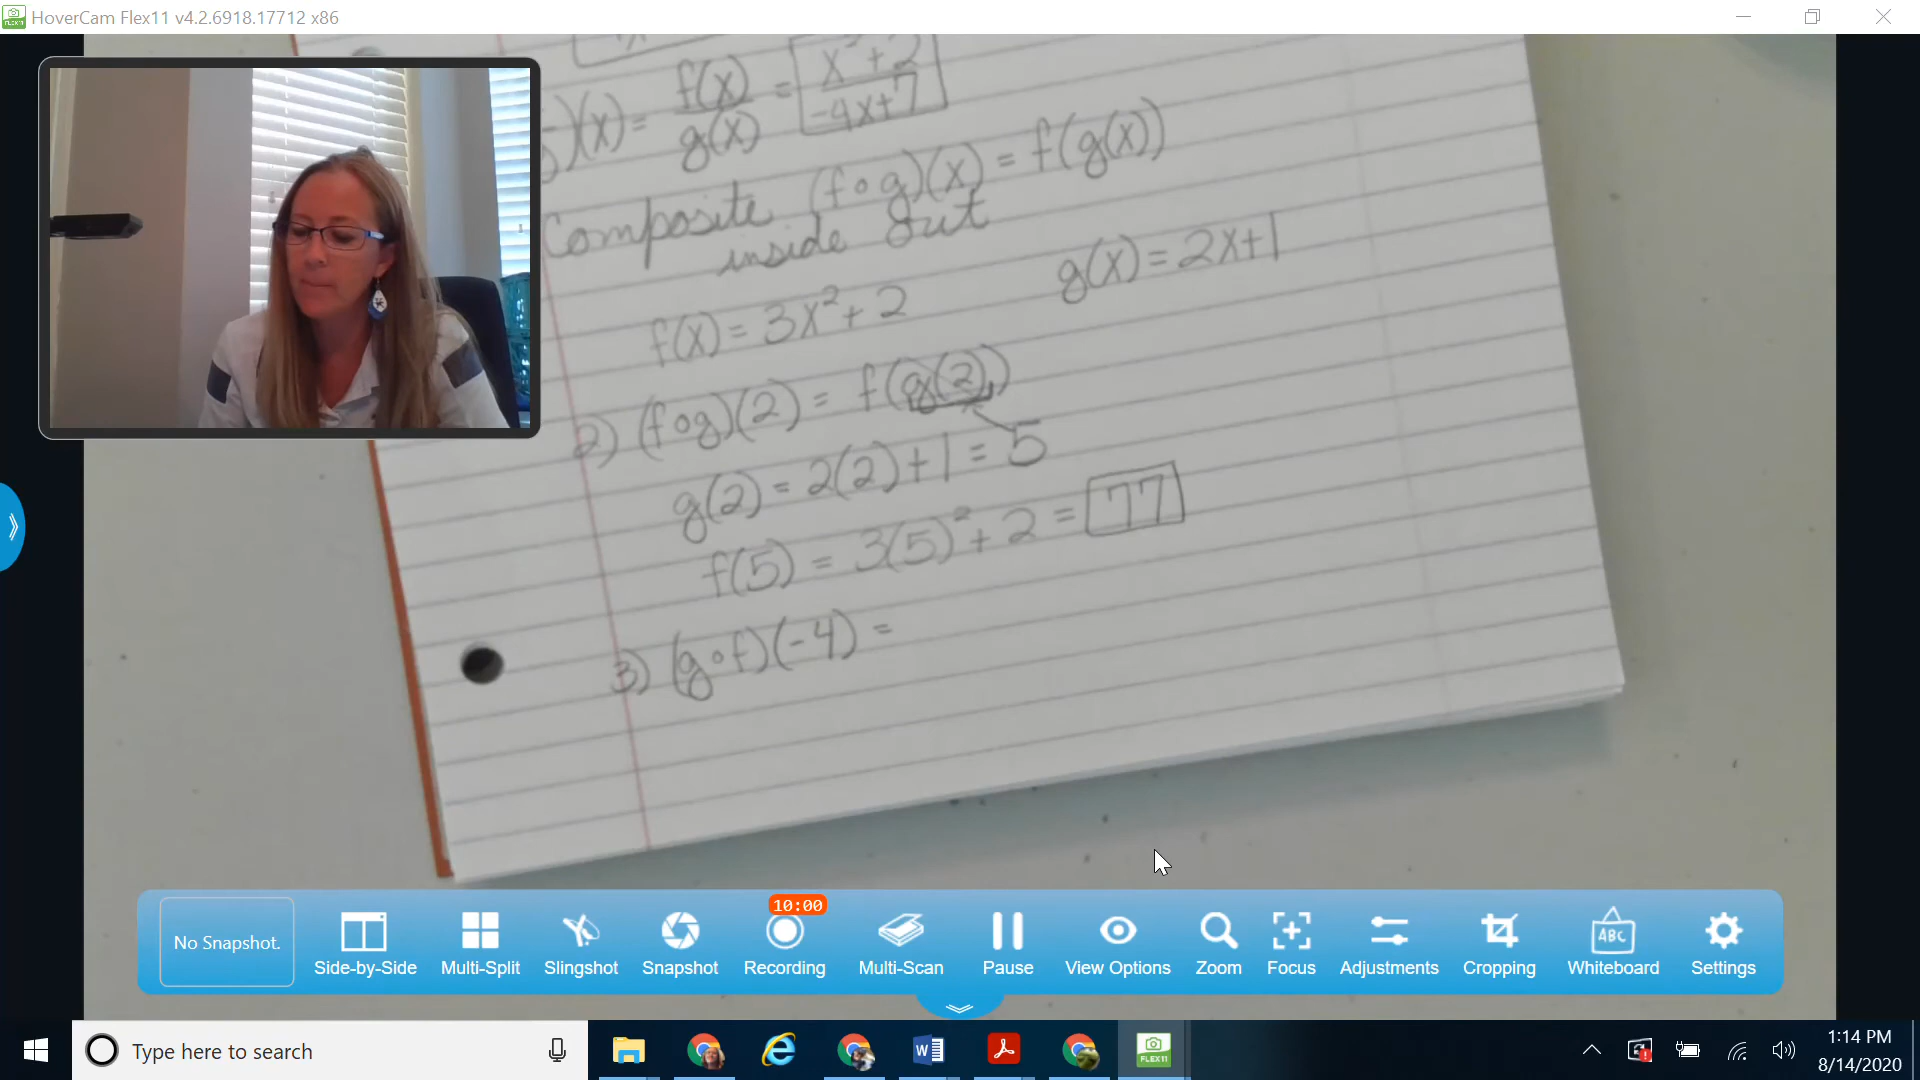 HoverCam Flex11 v4.2.6918.17712 x86
)(x) = f(x)/g(x) = x²+2/-4x+7
Composite (f∘g)(x) = f(g(x))
inside out
f(x) = 3x² + 2 g(x) = 2x+1
2) (f∘g)(2) = f(g(2))
g(2) = 2(2)+1 = 5
f(5) = 3(5)² + 2 = 77
3) (g∘f)(-4) =
10:00
No Snapshot.
Side-by-Side Multi-Split Slingshot Snapshot Recording Multi-Scan Pause View Options Zoom Focus Adjustments Cropping Whiteboard Settings
ABC
Type here to search
FLEX11
1:14 PM
8/14/2020